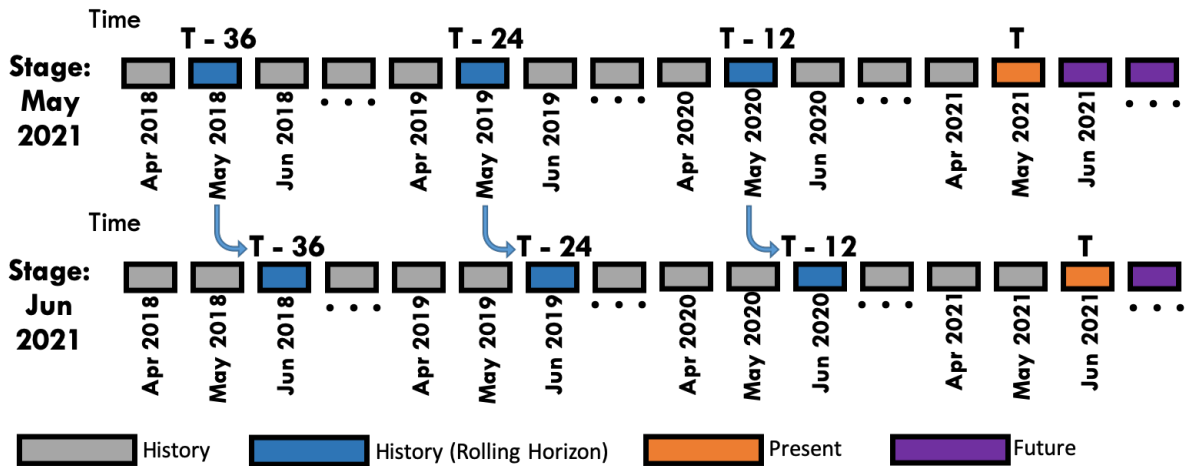 Time
T - 36 T - 24 T - 12 T
Stage:
May
2021
Apr 2018 May 2018 Jun 2018 ... Apr 2019 May 2019 Jun 2019 ... Apr 2020 May 2020 Jun 2020 ... Apr 2021 May 2021 Jun 2021 ...
Time
T - 36 T - 24 T - 12 T
Stage:
Jun
2021
Apr 2018 May 2018 Jun 2018 ... Apr 2019 May 2019 Jun 2019 ... Apr 2020 May 2020 Jun 2020 ... Apr 2021 May 2021 Jun 2021 ...
History History (Rolling Horizon) Present Future